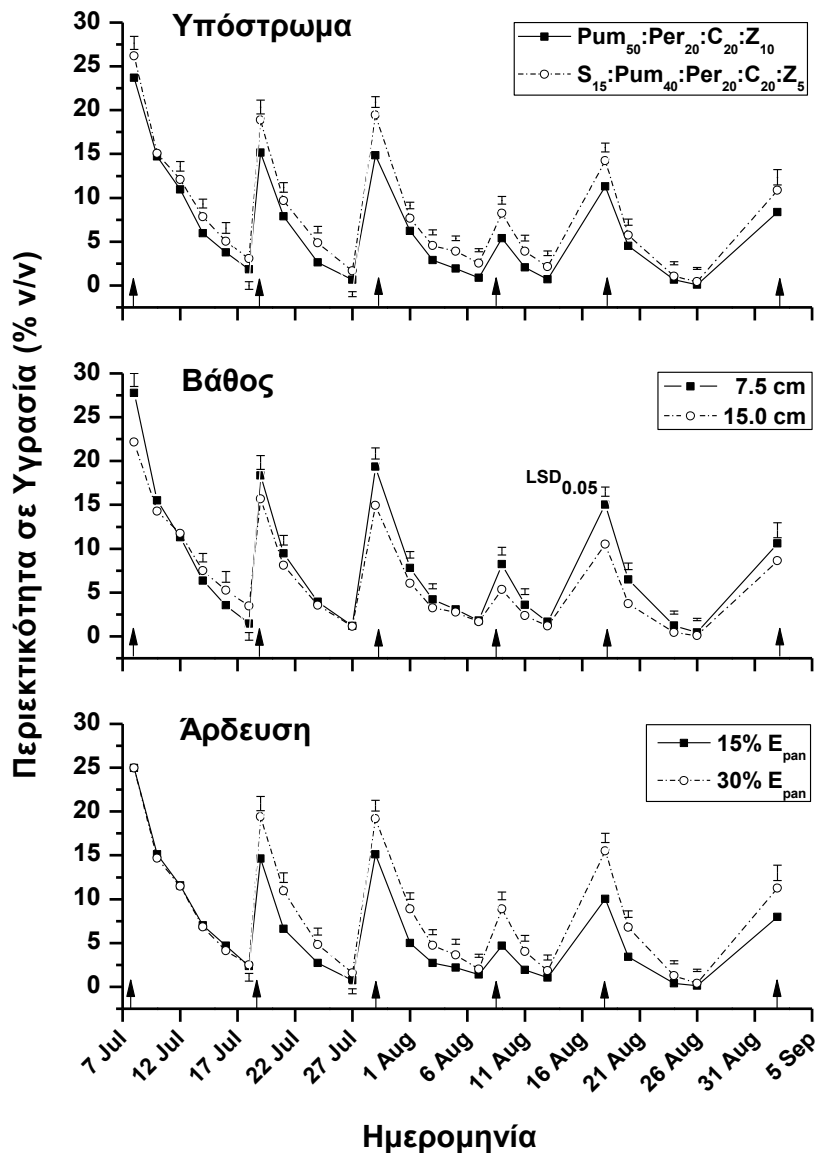 Περιεκτικότητα σε Υγρασία (% v/v)
Υπόστρωμα
Pum50:Per20:C20:Z10
S15:Pum40:Per20:C20:Z5
30
25
20
15
10
5
0
Βάθος
7.5 cm
15.0 cm
LSD0.05
30
25
20
15
10
5
0
Άρδευση
15% Epan
30% Epan
30
25
20
15
10
5
0
7 Jul
12 Jul
17 Jul
22 Jul
27 Jul
1 Aug
6 Aug
11 Aug
16 Aug
21 Aug
26 Aug
31 Aug
5 Sep
Ημερομηνία